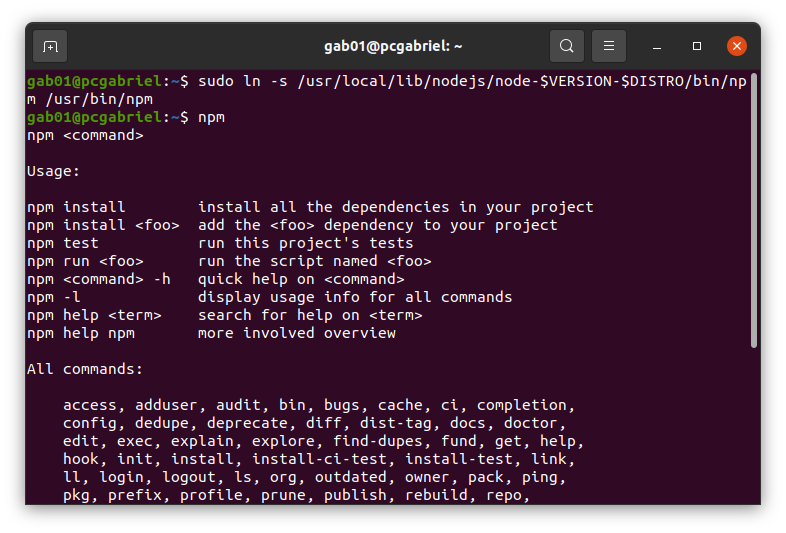 gab01@pcgabriel: ~
gab01@pcgabriel:~$ sudo ln -s /usr/local/lib/nodejs/node-$VERSION-$DISTRO/bin/np
m /usr/bin/npm
gab01@pcgabriel:~$ npm
npm <command>
Usage:
npm install        install all the dependencies in your project
npm install <foo>  add the <foo> dependency to your project
npm test           run this project's tests
npm run <foo>      run the script named <foo>
npm <command> -h   quick help on <command>
npm -l             display usage info for all commands
npm help <term>    search for help on <term>
npm help npm       more involved overview
All commands:
    access, adduser, audit, bin, bugs, cache, ci, completion,
    config, dedupe, deprecate, diff, dist-tag, docs, doctor,
    edit, exec, explain, explore, find-dupes, fund, get, help,
    hook, init, install, install-ci-test, install-test, link,
    ll, login, logout, ls, org, outdated, owner, pack, ping,
    pkg, prefix, profile, prune, publish, rebuild, repo,